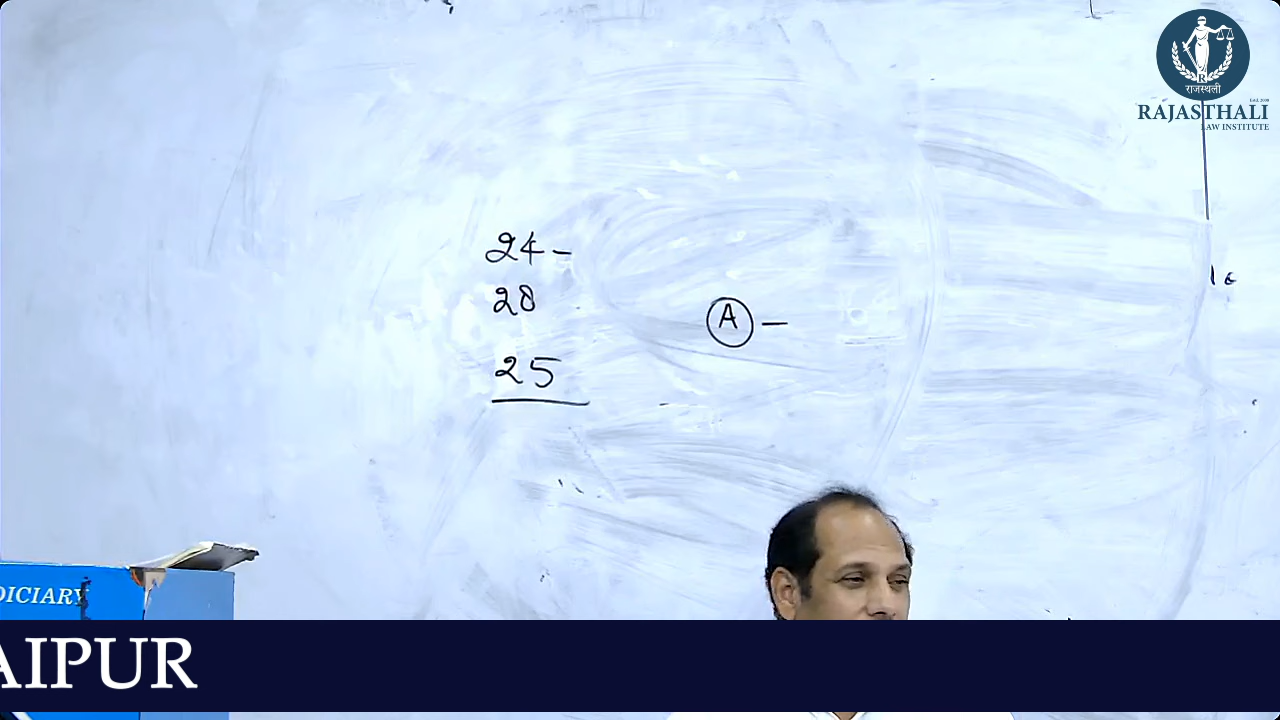 राजस्थली
RAJASTHALI
LAW INSTITUTE
24-
28
25
A -
DICIARY
AIPUR